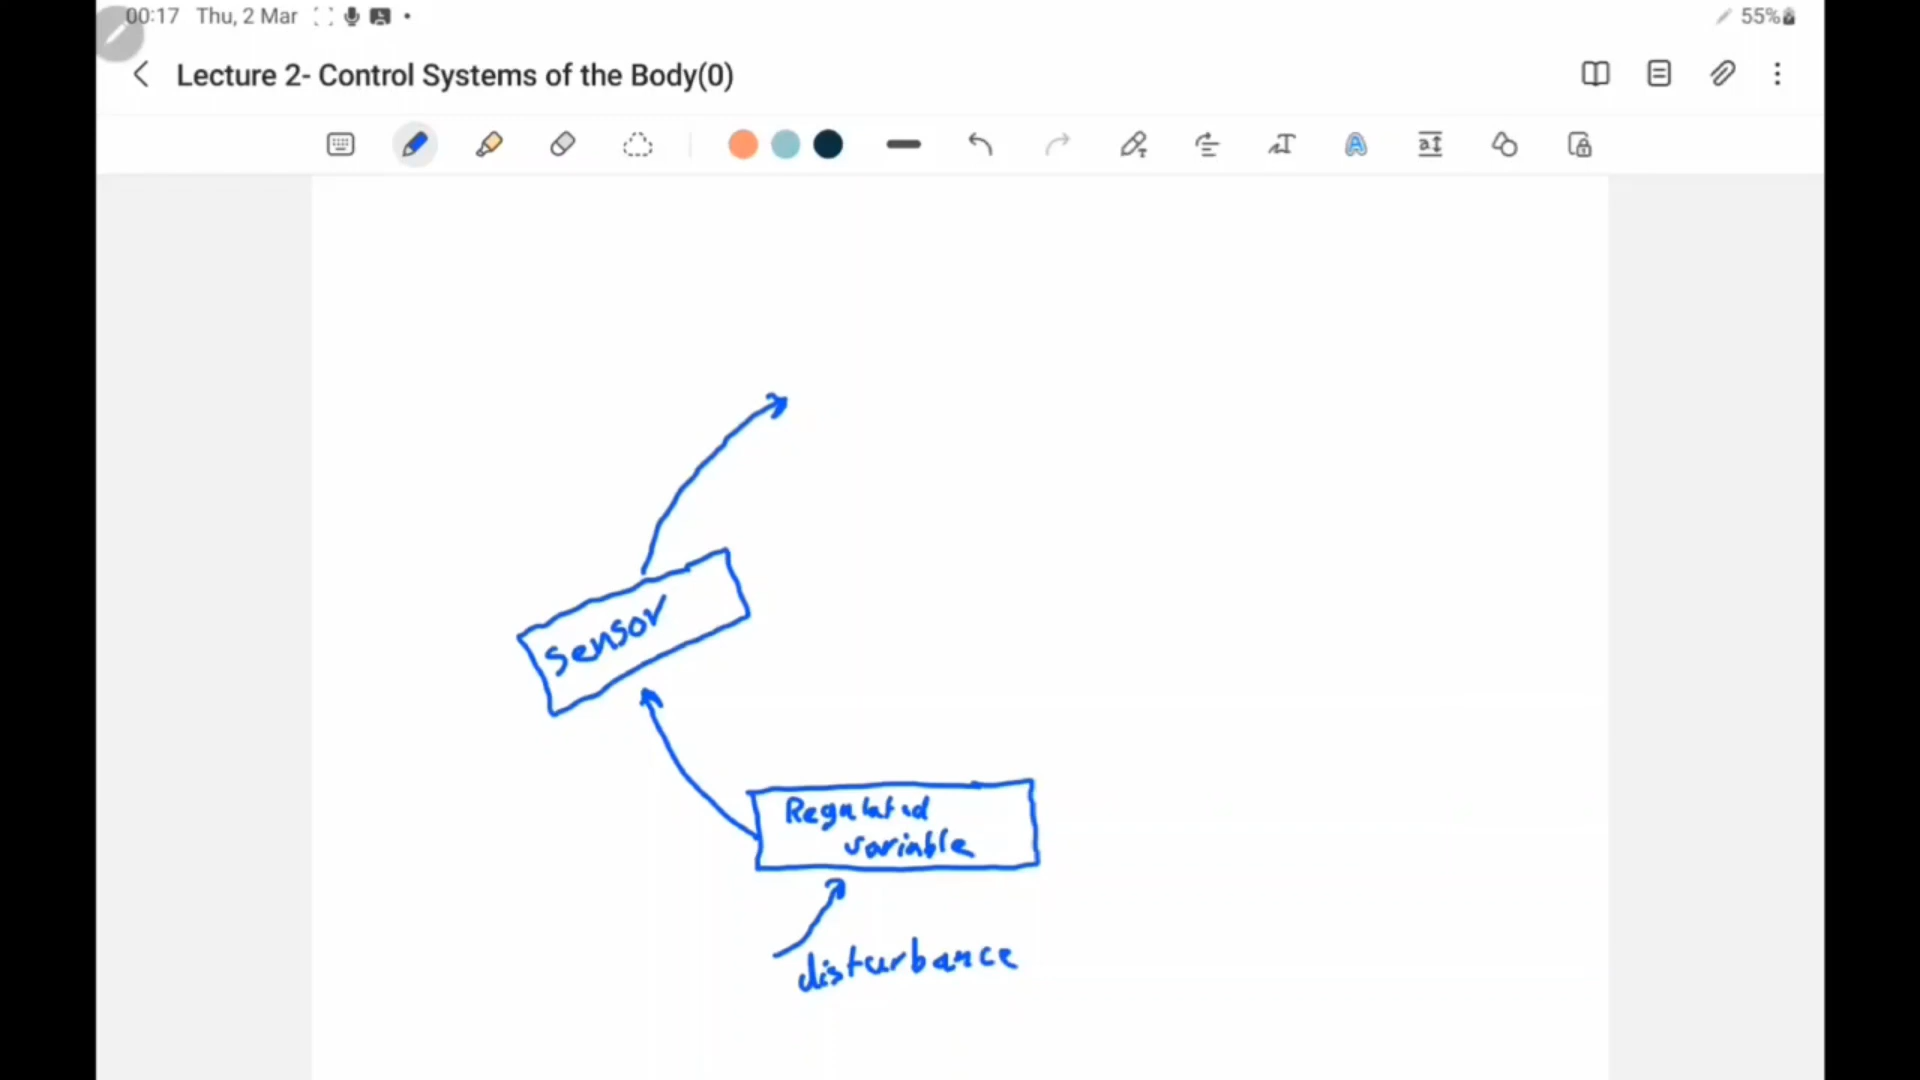 00:17 Thu, 2 Mar
55%
Lecture 2- Control Systems of the Body(0)
Sensor
Regulated
variable
disturbance